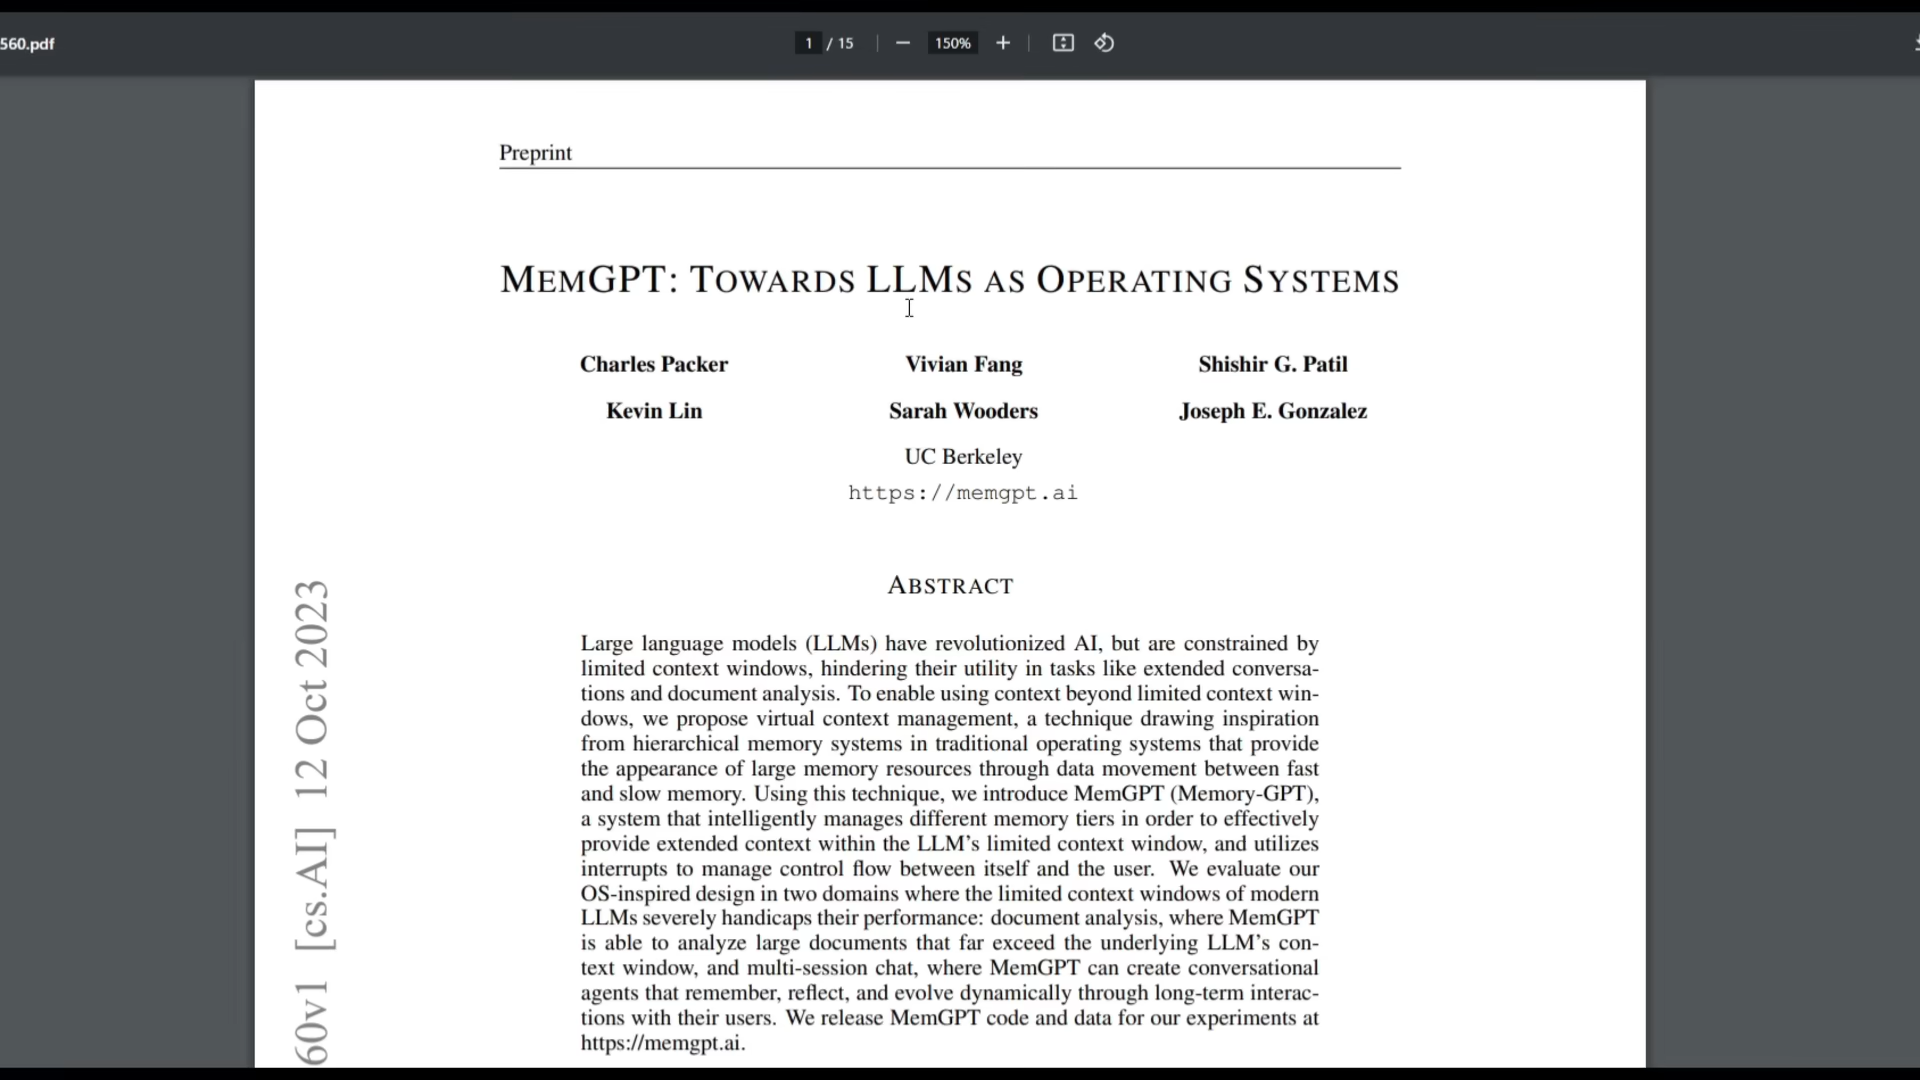 560.pdf
1 / 15
150%
Preprint
MEMGPT: TOWARDS LLMS AS OPERATING SYSTEMS
Charles Packer Vivian Fang Shishir G. Patil
Kevin Lin Sarah Wooders Joseph E. Gonzalez
UC Berkeley
https://memgpt.ai
ABSTRACT
Large language models (LLMs) have revolutionized AI, but are constrained by
limited context windows, hindering their utility in tasks like extended conversa-
tions and document analysis. To enable using context beyond limited context win-
dows, we propose virtual context management, a technique drawing inspiration
from hierarchical memory systems in traditional operating systems that provide
the appearance of large memory resources through data movement between fast
and slow memory. Using this technique, we introduce MemGPT (Memory-GPT),
a system that intelligently manages different memory tiers in order to effectively
provide extended context within the LLM's limited context window, and utilizes
interrupts to manage control flow between itself and the user. We evaluate our
OS-inspired design in two domains where the limited context windows of modern
LLMs severely handicaps their performance: document analysis, where MemGPT
is able to analyze large documents that far exceed the underlying LLM's con-
text window, and multi-session chat, where MemGPT can create conversational
agents that remember, reflect, and evolve dynamically through long-term interac-
tions with their users. We release MemGPT code and data for our experiments at
https://memgpt.ai.
60v1 [cs.AI] 12 Oct 2023